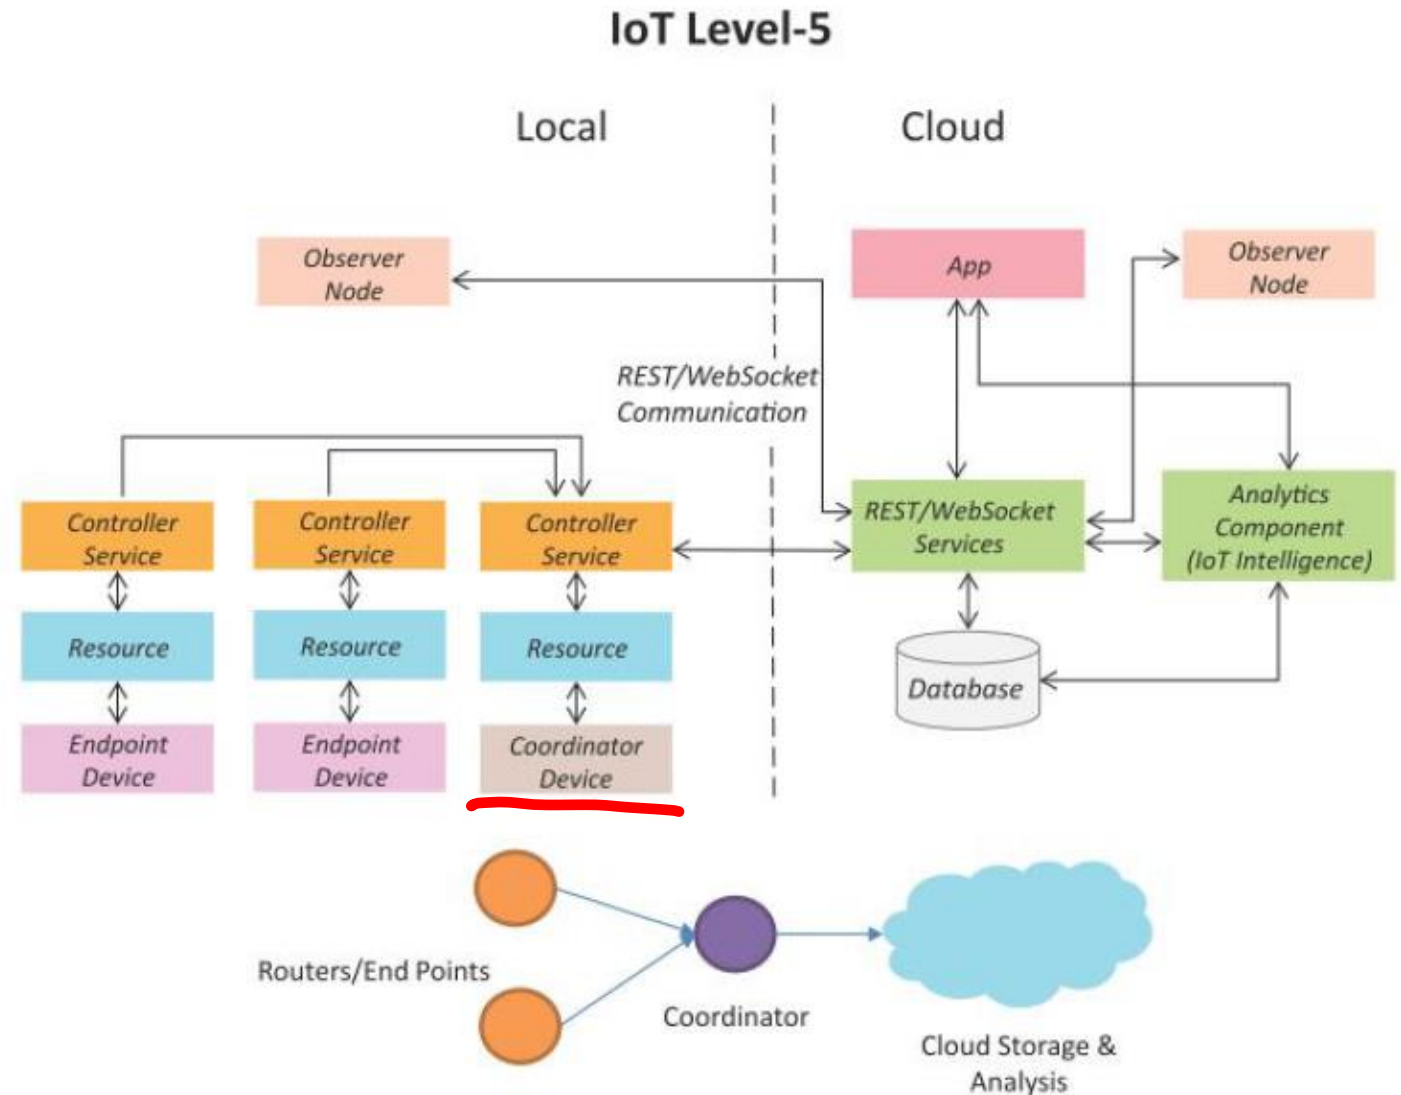 IoT Level-5
Local
Cloud
Observer
Node
App
Observer
Node
REST/WebSocket
Communication
Controller
Service
Controller
Service
Controller
Service
REST/WebSocket
Services
Analytics
Component
(IoT Intelligence)
Resource
Resource
Resource
Database
Endpoint
Device
Endpoint
Device
Coordinator
Device
Routers/End Points
Coordinator
Cloud Storage &
Analysis